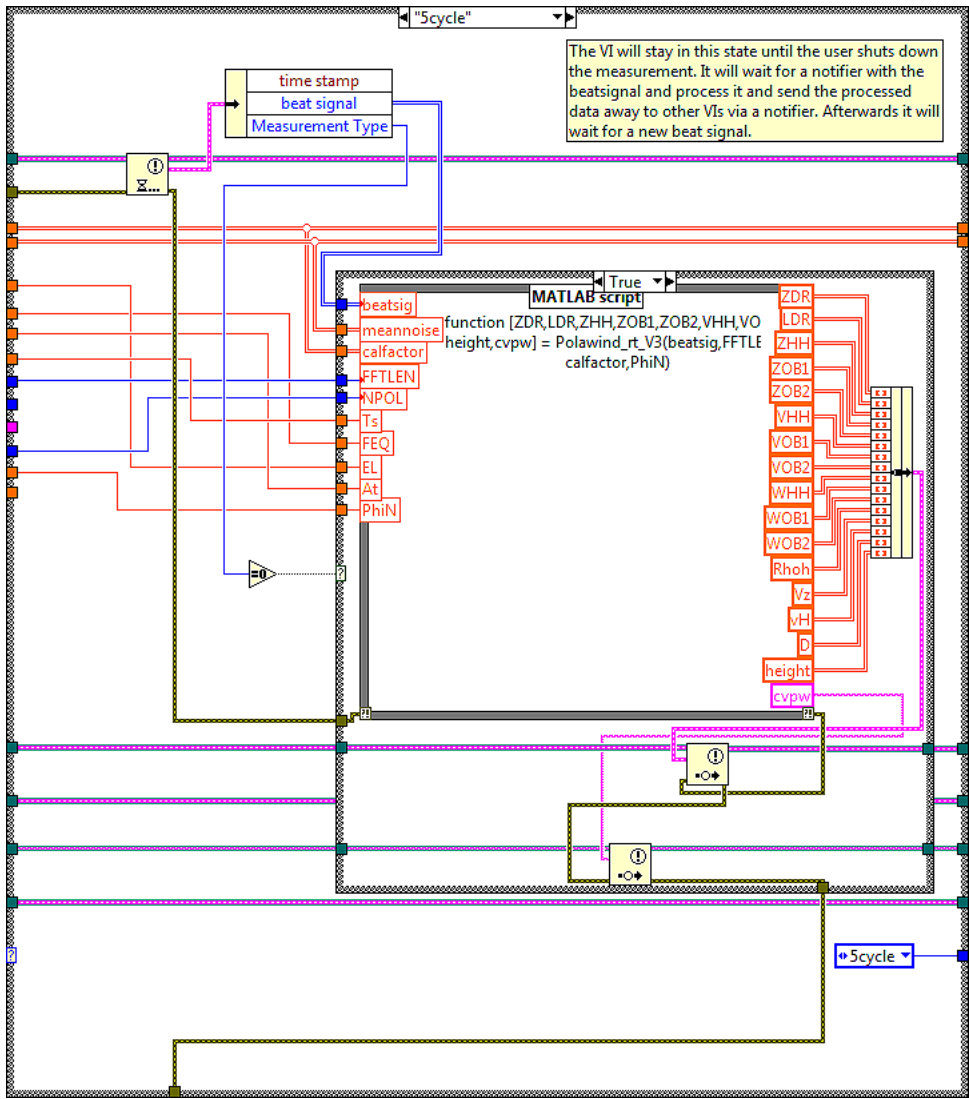 "5cycle"
The VI will stay in this state until the user shuts down
the measurement. It will wait for a notifier with the
beatsignal and process it and send the processed
data away to other VIs via a notifier. Afterwards it will
wait for a new beat signal.
time stamp
beat signal
Measurement Type
True
MATLAB script
function [ZDR,LDR,ZHH,ZOB1,ZOB2,VHH,VO
height,cvpw] = Polawind_rt_V3(beatsig,FFTLE
calfactor,PhiN)
beatsig
meannoise
calfactor
FFTLEN
NPOL
Ts
FEQ
EL
At
PhiN
=0
?
ZDR
LDR
ZHH
ZOB1
ZOB2
VHH
VOB1
VOB2
WHH
WOB1
WOB2
Rhoh
Vz
vH
D
height
cvpw
?!
?!
?
5cycle